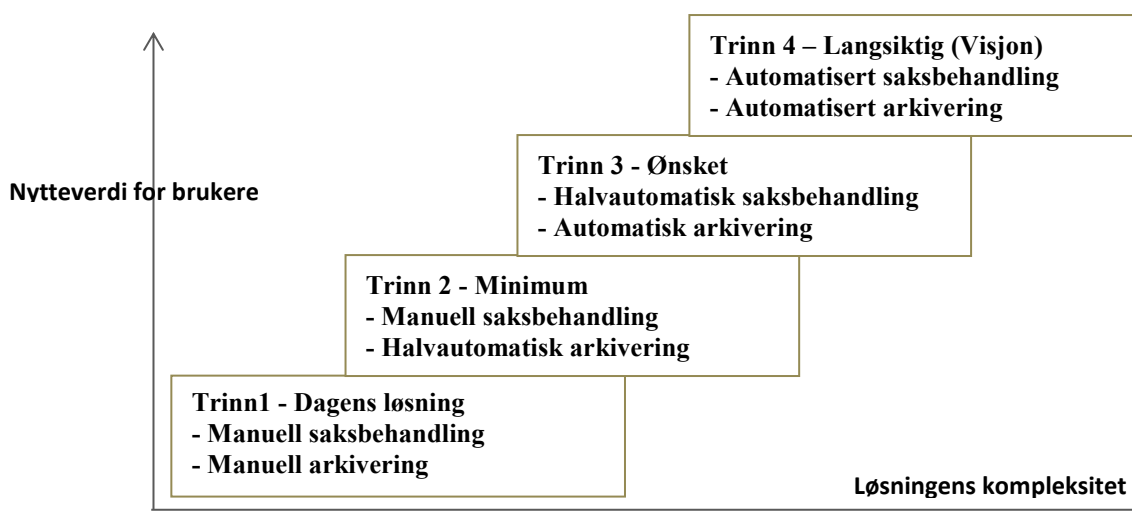 Trinn 4 – Langsiktig (Visjon)
- Automatisert saksbehandling
- Automatisert arkivering
Trinn 3 - Ønsket
- Halvautomatisk saksbehandling
- Automatisk arkivering
Nytteverdi for brukere
Trinn 2 - Minimum
- Manuell saksbehandling
- Halvautomatisk arkivering
Trinn1 - Dagens løsning
- Manuell saksbehandling
- Manuell arkivering
Løsningens kompleksitet